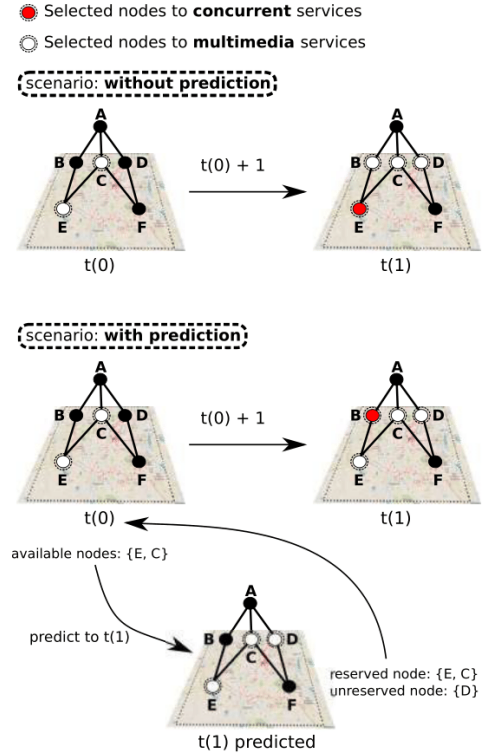 Selected nodes to concurrent services
Selected nodes to multimedia services
scenario: without prediction
A
B
C
D
E
F
t(0)
t(0) + 1
A
B
C
D
E
F
t(1)
scenario: with prediction
A
B
C
D
E
F
t(0)
t(0) + 1
A
B
C
D
E
F
t(1)
available nodes: {E, C}
predict to t(1)
A
B
C
D
E
F
t(1) predicted
reserved node: {E, C}
unreserved node: {D}